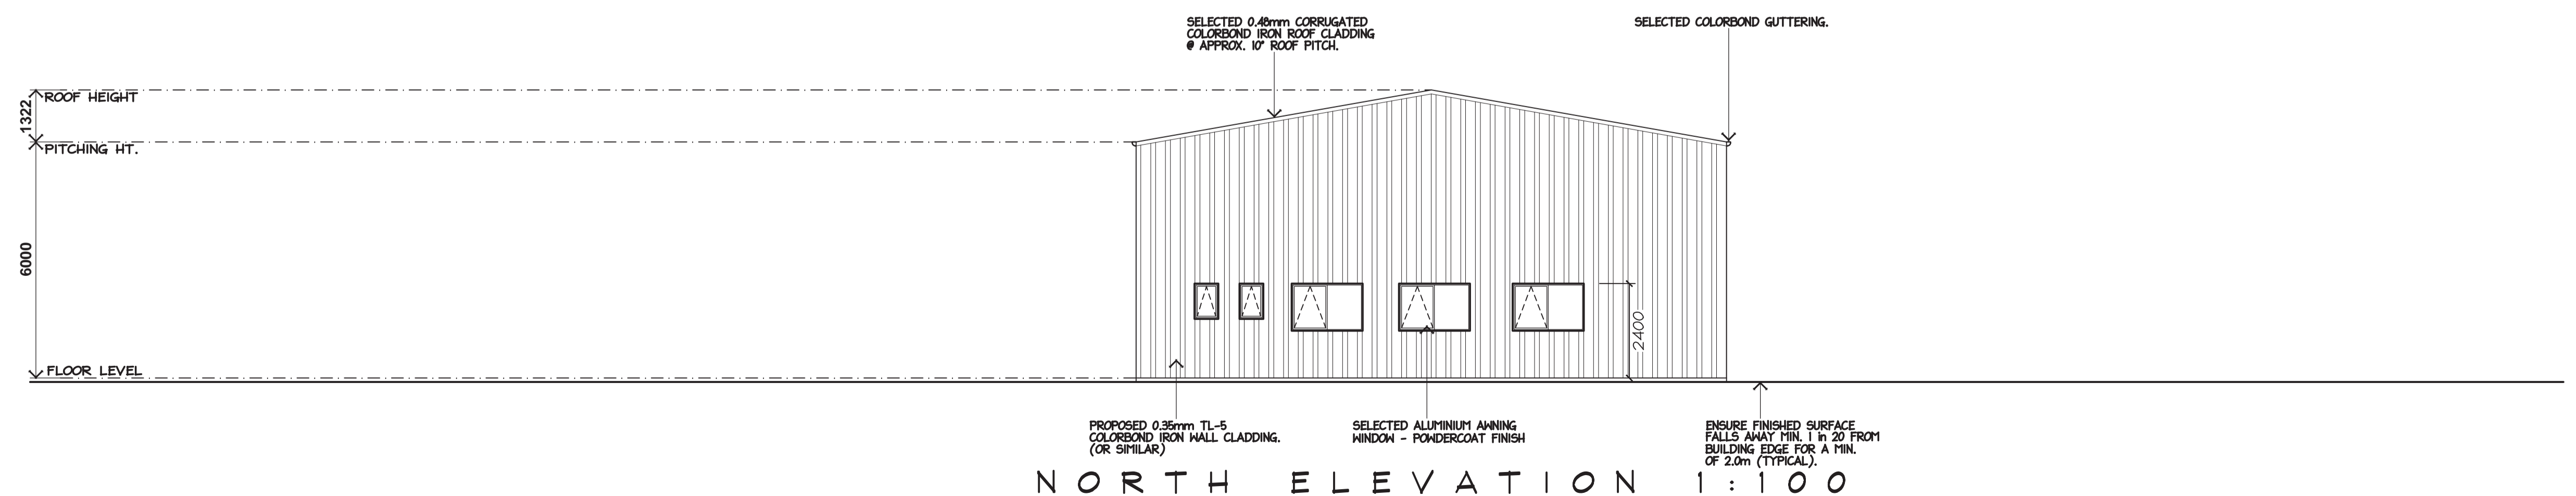 SELECTED 0.48mm CORRUGATED
COLORBOND IRON ROOF CLADDING
@ APPROX. 10° ROOF PITCH.
SELECTED COLORBOND GUTTERING.
ROOF HEIGHT
1322
PITCHING HT.
6000
2400
FLOOR LEVEL
PROPOSED 0.35mm TL-5
COLORBOND IRON WALL CLADDING.
(OR SIMILAR)
SELECTED ALUMINIUM AWNING
WINDOW - POWDERCOAT FINISH
ENSURE FINISHED SURFACE
FALLS AWAY MIN. 1 in 20 FROM
BUILDING EDGE FOR A MIN.
OF 2.0m (TYPICAL).
NORTH ELEVATION 1:100